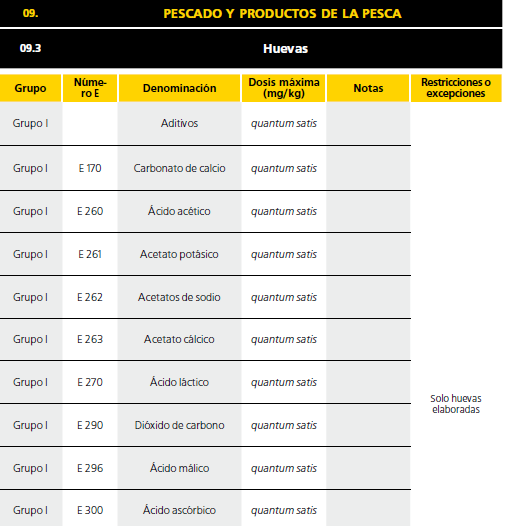 09. PESCADO Y PRODUCTOS DE LA PESCA
09.3 Huevas
Grupo Núme-ro E Denominación Dosis máxima (mg/kg) Notas Restricciones o excepciones
Grupo I Aditivos quantum satis
Grupo I E 170 Carbonato de calcio quantum satis
Grupo I E 260 Ácido acético quantum satis
Grupo I E 261 Acetato potásico quantum satis
Grupo I E 262 Acetatos de sodio quantum satis
Grupo I E 263 Acetato cálcico quantum satis
Grupo I E 270 Ácido láctico quantum satis
Solo huevas
elaboradas
Grupo I E 290 Dióxido de carbono quantum satis
Grupo I E 296 Ácido málico quantum satis
Grupo I E 300 Ácido ascórbico quantum satis